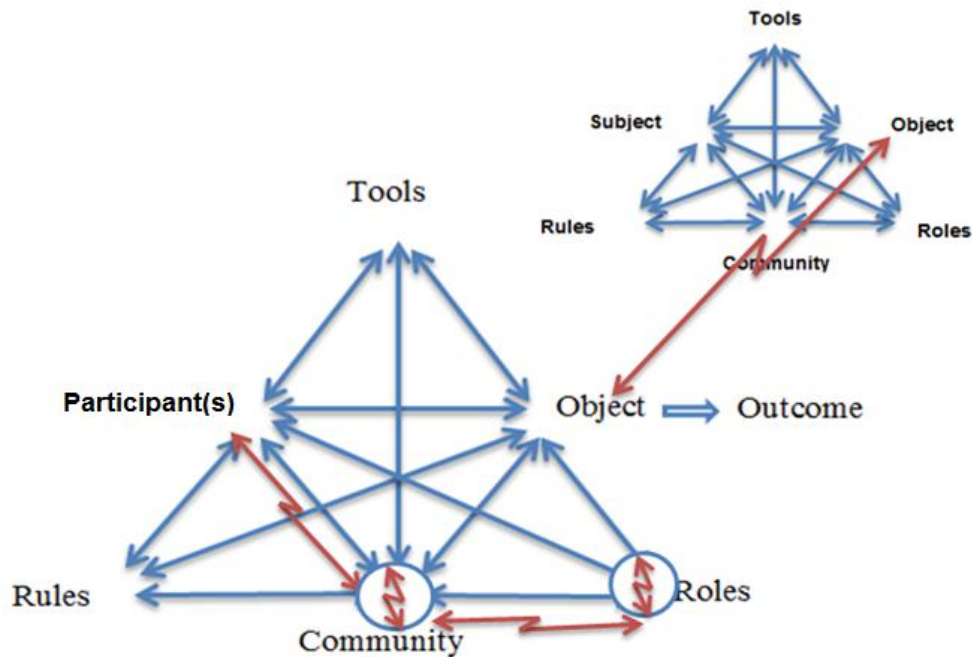 Tools
Subject
Object
Rules
Roles
Community
Tools
Participant(s)
Object
Outcome
Rules
Roles
Community